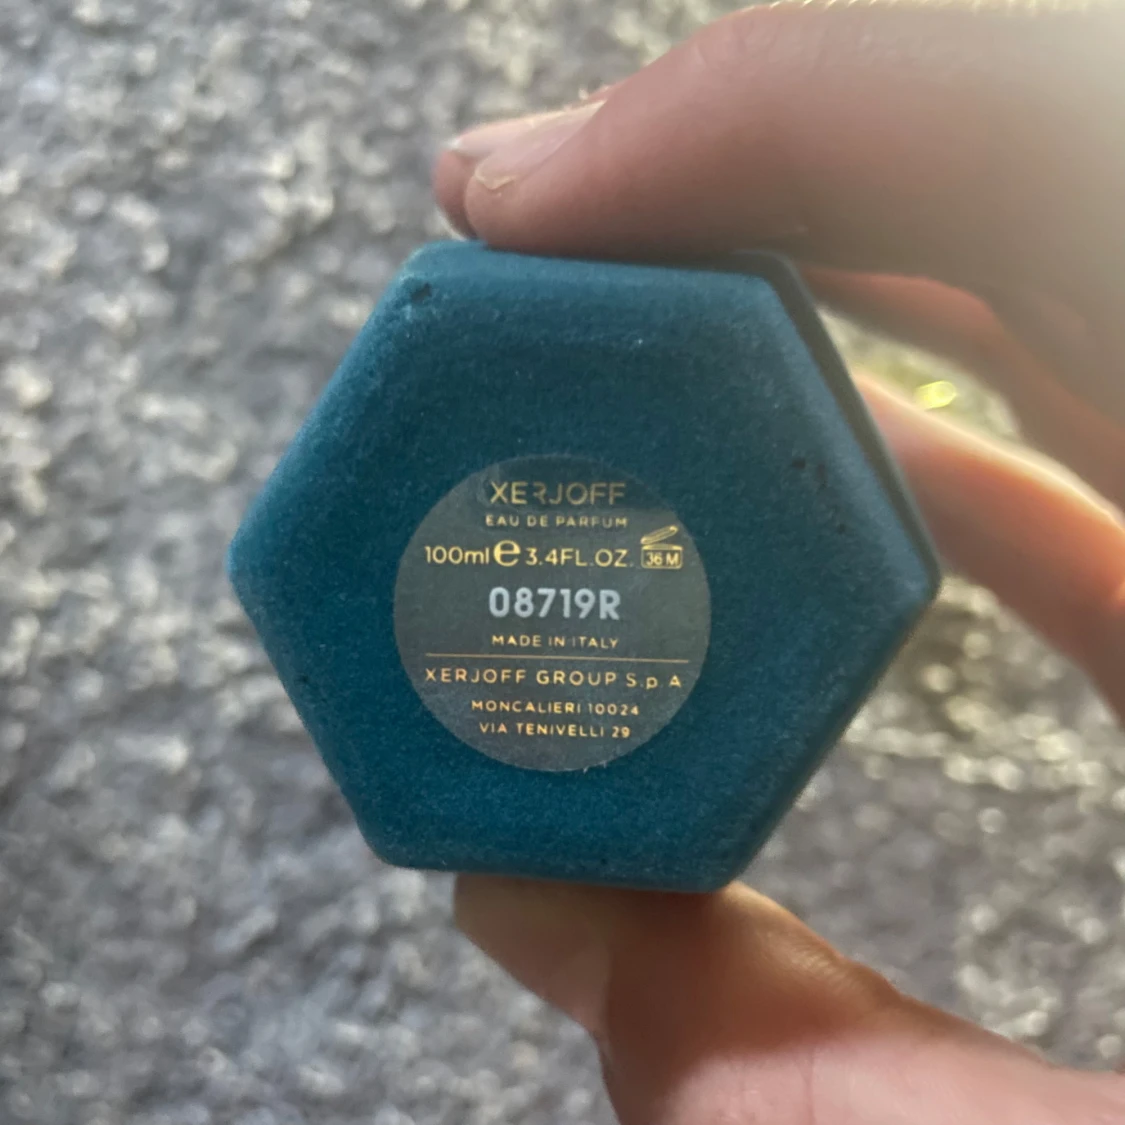 XERJOFF
EAU DE PARFUM
100ml e 3.4FL.OZ. 36 M
08719R
MADE IN ITALY
XERJOFF GROUP S.p.A
MONCALIERI 10024
VIA TENIVELLI 29